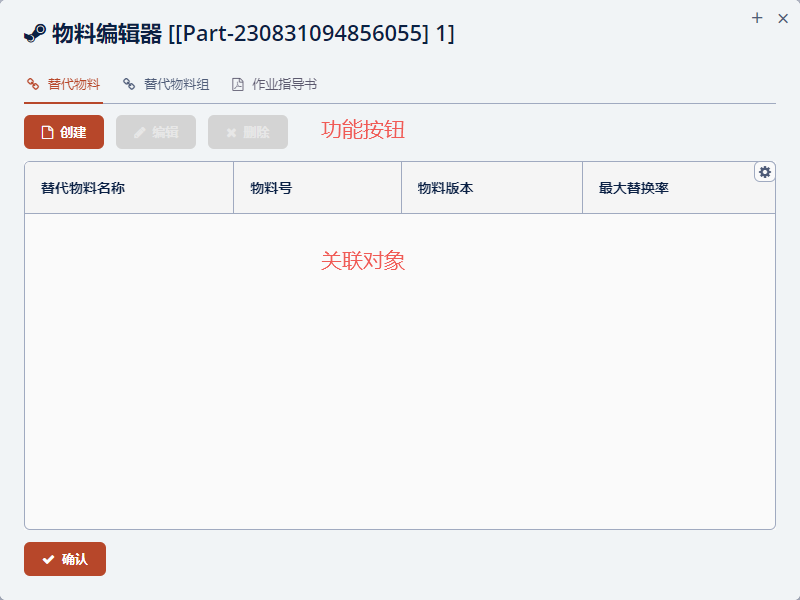 物料编辑器 [[Part-230831094856055] 1]
替代物料 替代物料组 作业指导书
创建 编辑 删除 功能按钮
替代物料名称 物料号 物料版本 最大替换率
关联对象
确认